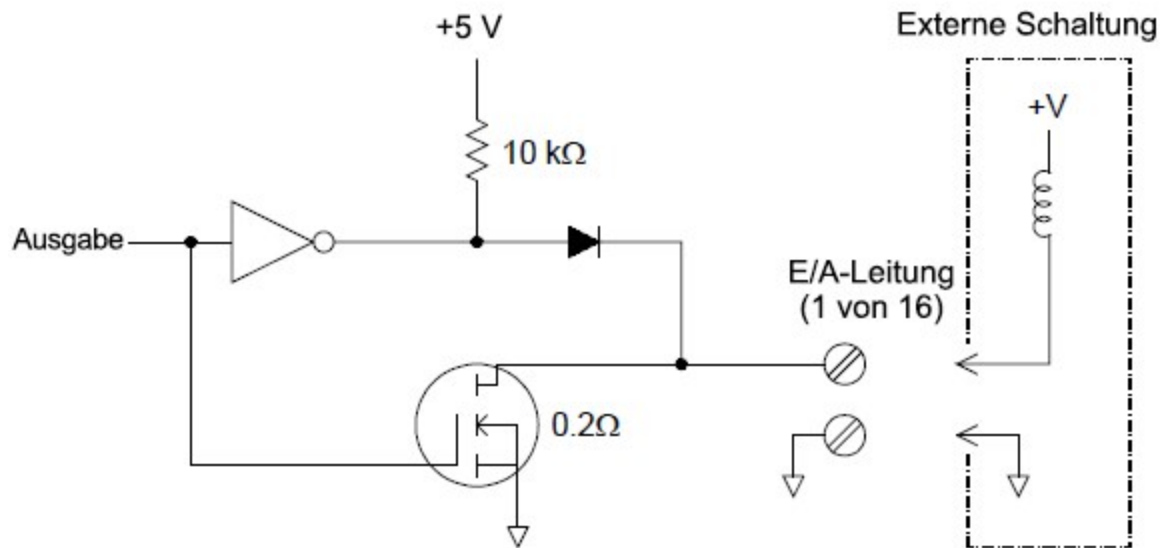 +5 V
Externe Schaltung
+V
10 kΩ
Ausgabe
E/A-Leitung
(1 von 16)
0.2Ω